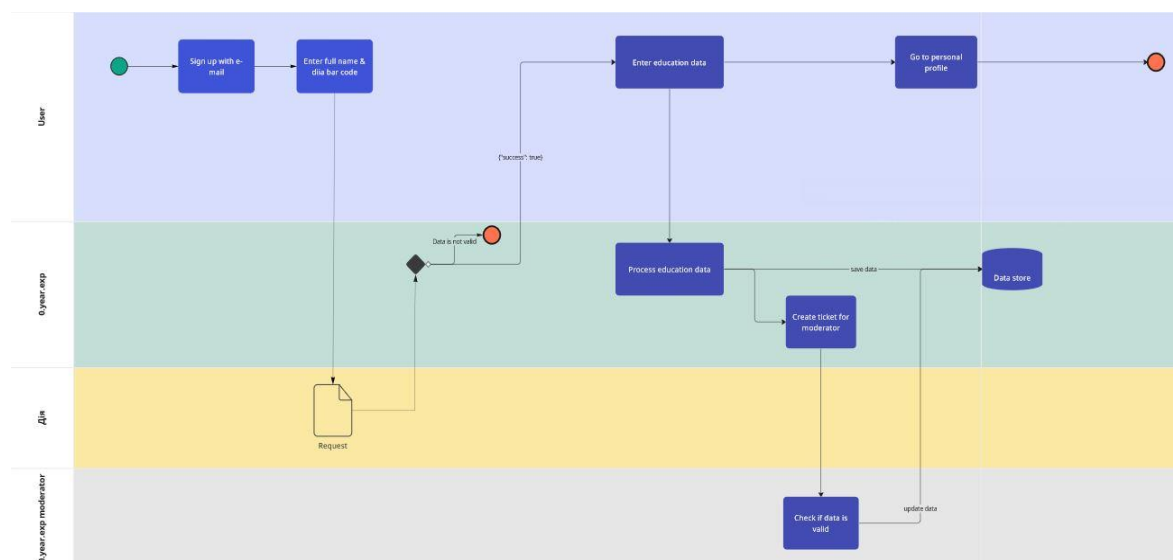 User
Sign up with e-
mail
Enter full name &
diia bar code
Enter education data
Go to personal
profile
{"success": true}
0.year.exp
Data is not valid
Process education data
save data
Data store
Create ticket for
moderator
Дія
Request
0.year.exp moderator
Check if data is
valid
update data